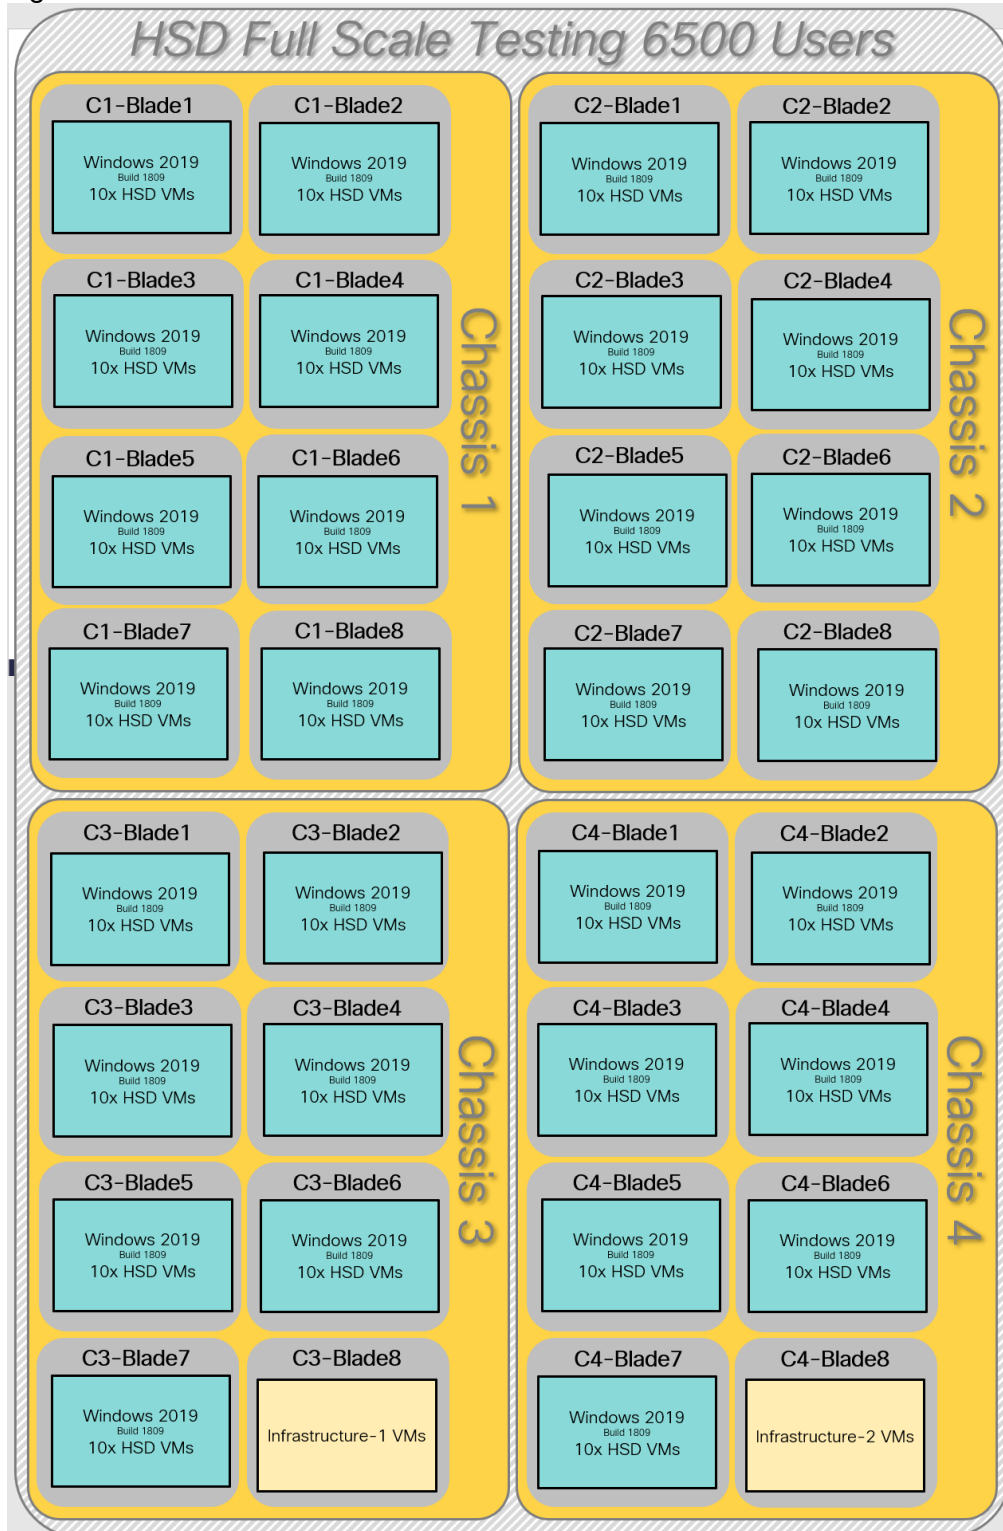 HSD Full Scale Testing 6500 Users
C1-Blade1
Windows 2019
Build 1809
10x HSD VMs
C1-Blade2
Windows 2019
Build 1809
10x HSD VMs
C1-Blade3
Windows 2019
Build 1809
10x HSD VMs
C1-Blade4
Windows 2019
Build 1809
10x HSD VMs
C1-Blade5
Windows 2019
Build 1809
10x HSD VMs
C1-Blade6
Windows 2019
Build 1809
10x HSD VMs
C1-Blade7
Windows 2019
Build 1809
10x HSD VMs
C1-Blade8
Windows 2019
Build 1809
10x HSD VMs
Chassis 1
C2-Blade1
Windows 2019
Build 1809
10x HSD VMs
C2-Blade2
Windows 2019
Build 1809
10x HSD VMs
C2-Blade3
Windows 2019
Build 1809
10x HSD VMs
C2-Blade4
Windows 2019
Build 1809
10x HSD VMs
C2-Blade5
Windows 2019
Build 1809
10x HSD VMs
C2-Blade6
Windows 2019
Build 1809
10x HSD VMs
C2-Blade7
Windows 2019
Build 1809
10x HSD VMs
C2-Blade8
Windows 2019
Build 1809
10x HSD VMs
Chassis 2
C3-Blade1
Windows 2019
Build 1809
10x HSD VMs
C3-Blade2
Windows 2019
Build 1809
10x HSD VMs
C3-Blade3
Windows 2019
Build 1809
10x HSD VMs
C3-Blade4
Windows 2019
Build 1809
10x HSD VMs
C3-Blade5
Windows 2019
Build 1809
10x HSD VMs
C3-Blade6
Windows 2019
Build 1809
10x HSD VMs
C3-Blade7
Windows 2019
Build 1809
10x HSD VMs
C3-Blade8
Infrastructure-1 VMs
Chassis 3
C4-Blade1
Windows 2019
Build 1809
10x HSD VMs
C4-Blade2
Windows 2019
Build 1809
10x HSD VMs
C4-Blade3
Windows 2019
Build 1809
10x HSD VMs
C4-Blade4
Windows 2019
Build 1809
10x HSD VMs
C4-Blade5
Windows 2019
Build 1809
10x HSD VMs
C4-Blade6
Windows 2019
Build 1809
10x HSD VMs
C4-Blade7
Windows 2019
Build 1809
10x HSD VMs
C4-Blade8
Infrastructure-2 VMs
Chassis 4